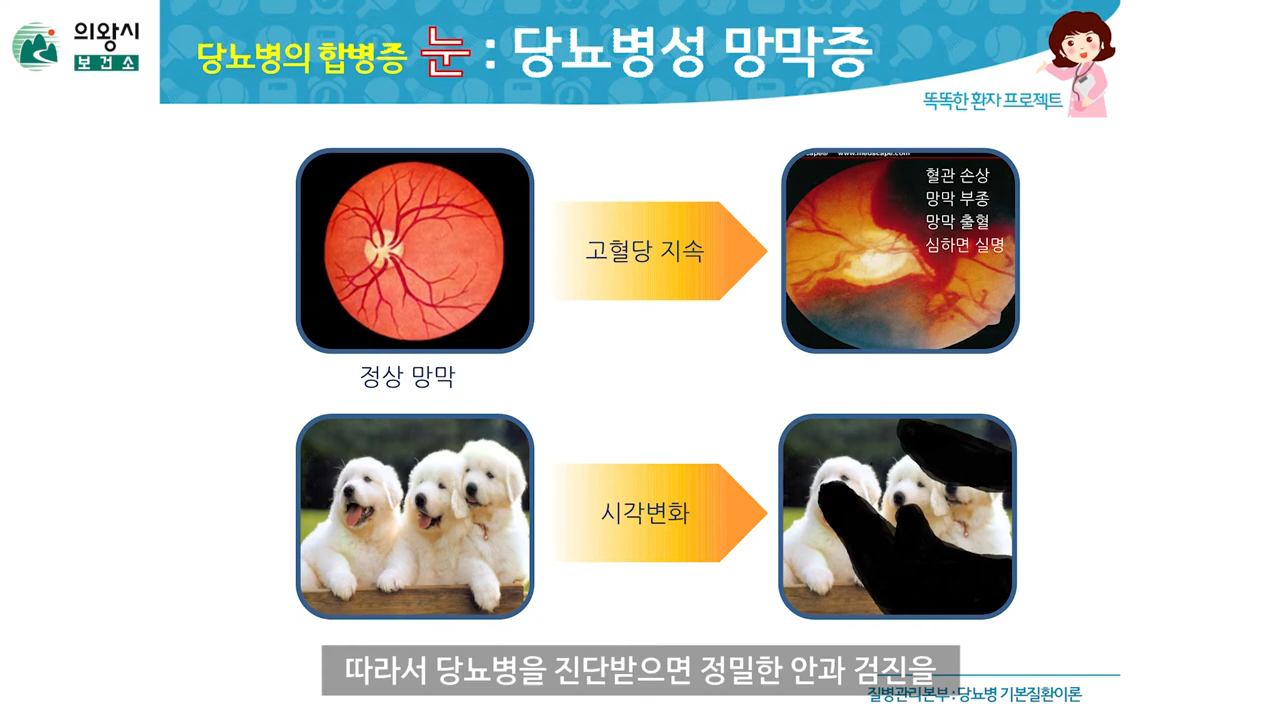 의왕시
보건소
당뇨병의 합병증 눈 : 당뇨병성 망막증
똑똑한 환자 프로젝트
www.medscape.com
혈관 손상
망막 부종
망막 출혈
심하면 실명
고혈당 지속
정상 망막
시각변화
따라서 당뇨병을 진단받으면 정밀한 안과 검진을
질병관리본부 : 당뇨병 기본질환이론